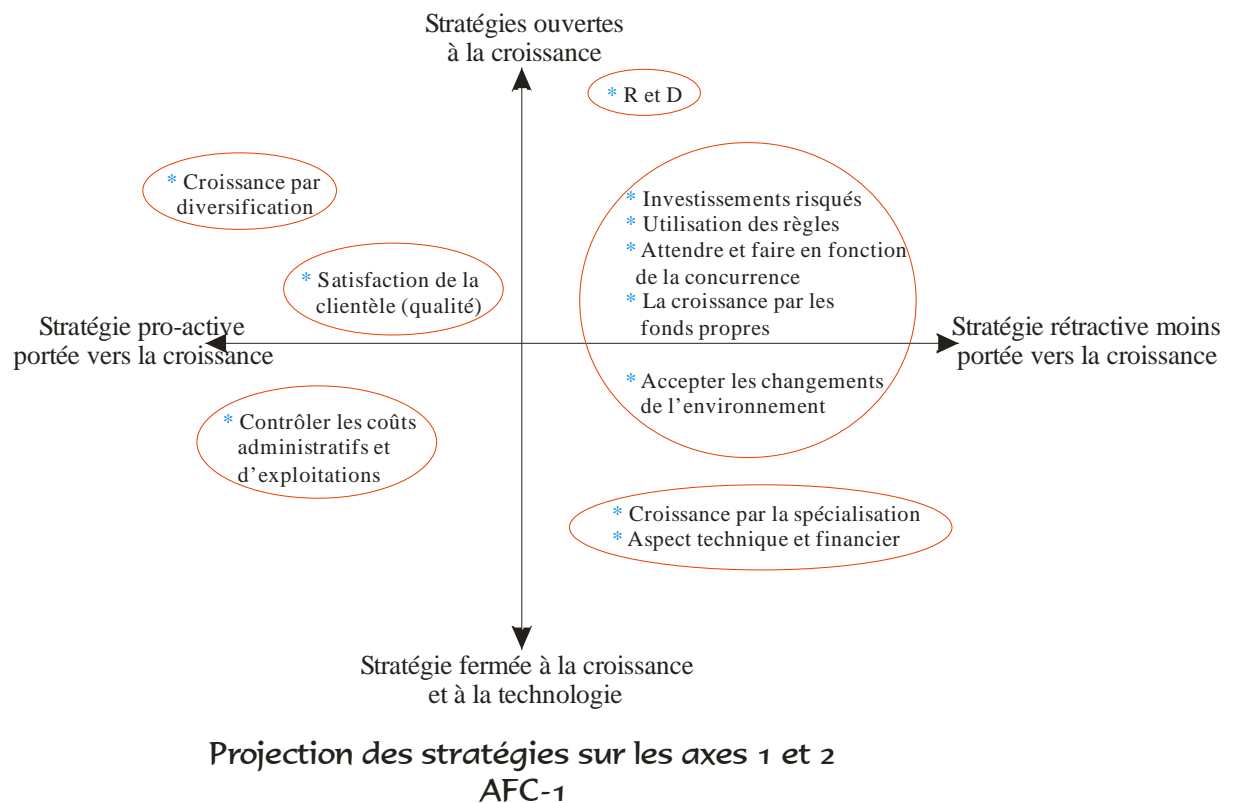 Stratégies ouvertes
à la croissance
* R et D
* Croissance par
diversification
* Investissements risqués
* Utilisation des règles
* Attendre et faire en fonction
de la concurrence
* La croissance par les
fonds propres
* Satisfaction de la
clientèle (qualité)
Stratégie pro-active
portée vers la croissance
Stratégie rétractive moins
portée vers la croissance
* Accepter les changements
de l'environnement
* Contrôler les coûts
administratifs et
d'exploitations
* Croissance par la spécialisation
* Aspect technique et financier
Stratégie fermée à la croissance
et à la technologie
Projection des stratégies sur les axes 1 et 2
AFC-1